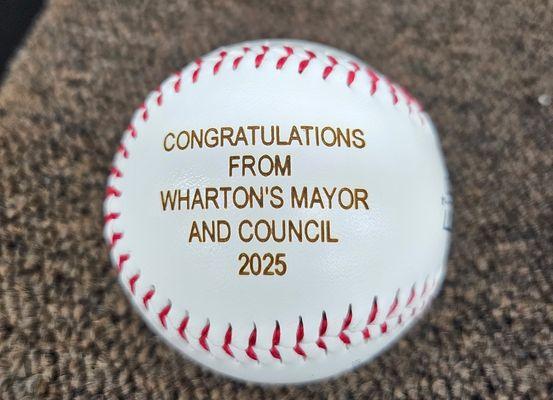 CONGRATULATIONS
FROM
WHARTON'S MAYOR
AND COUNCIL
2025